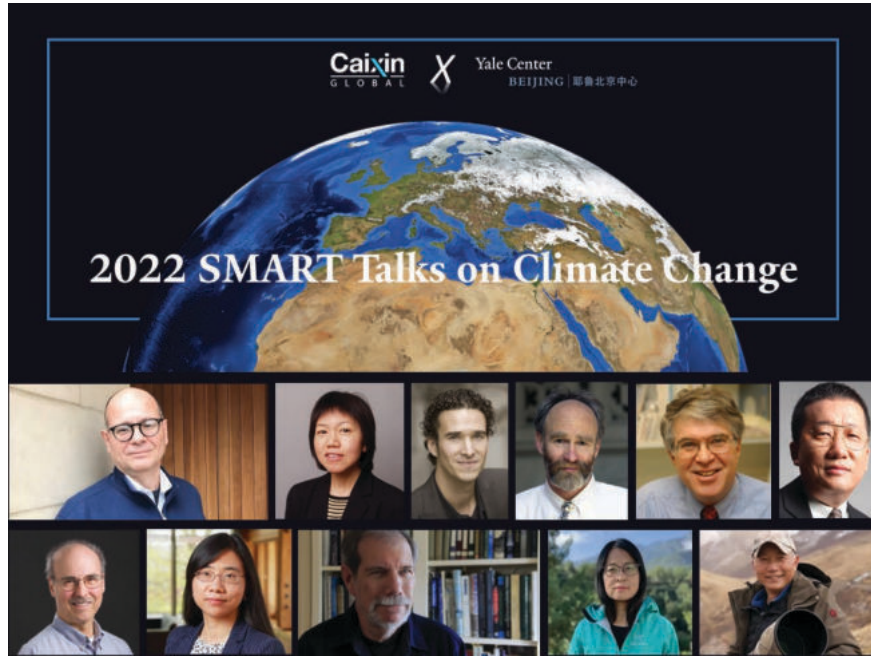 Caixin
GLOBAL
X
Yale Center
BEIJING | 耶鲁北京中心
2022 SMART Talks on Climate Change